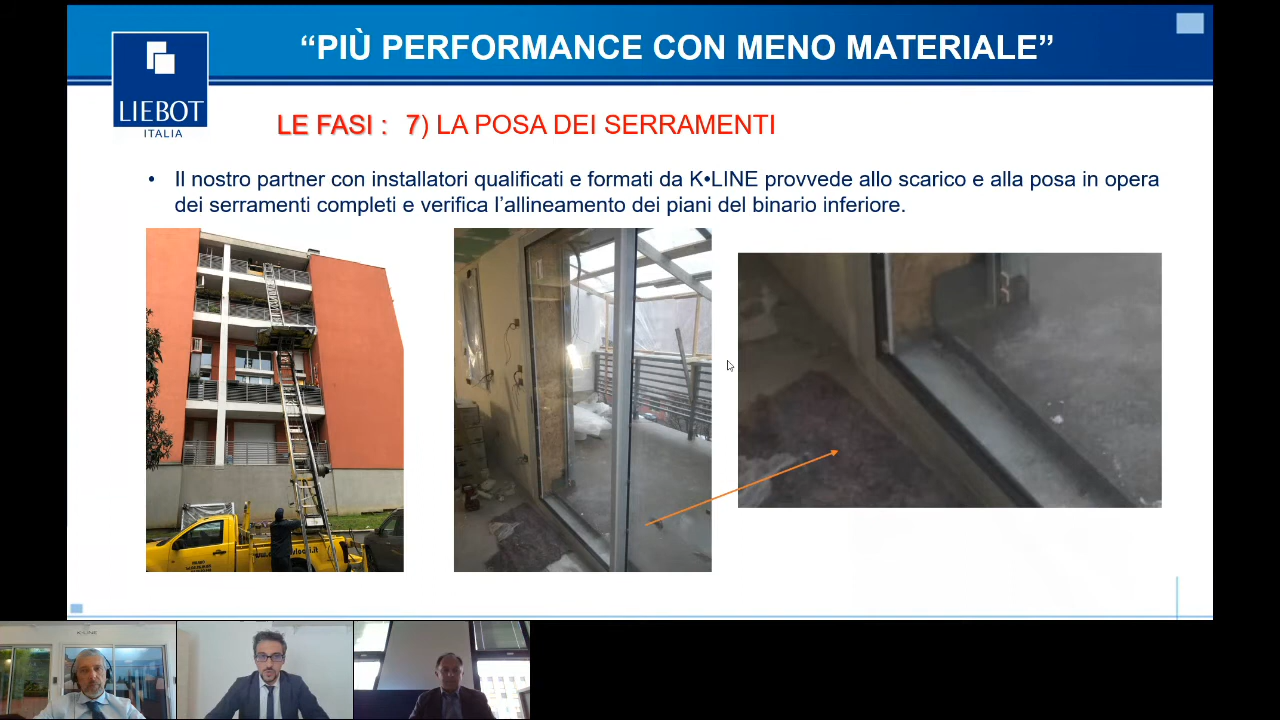 “PIÙ PERFORMANCE CON MENO MATERIALE”
LIEBOT
ITALIA
LE FASI : 7) LA POSA DEI SERRAMENTI
• Il nostro partner con installatori qualificati e formati da K•LINE provvede allo scarico e alla posa in opera
dei serramenti completi e verifica l’allineamento dei piani del binario inferiore.
K•LINE